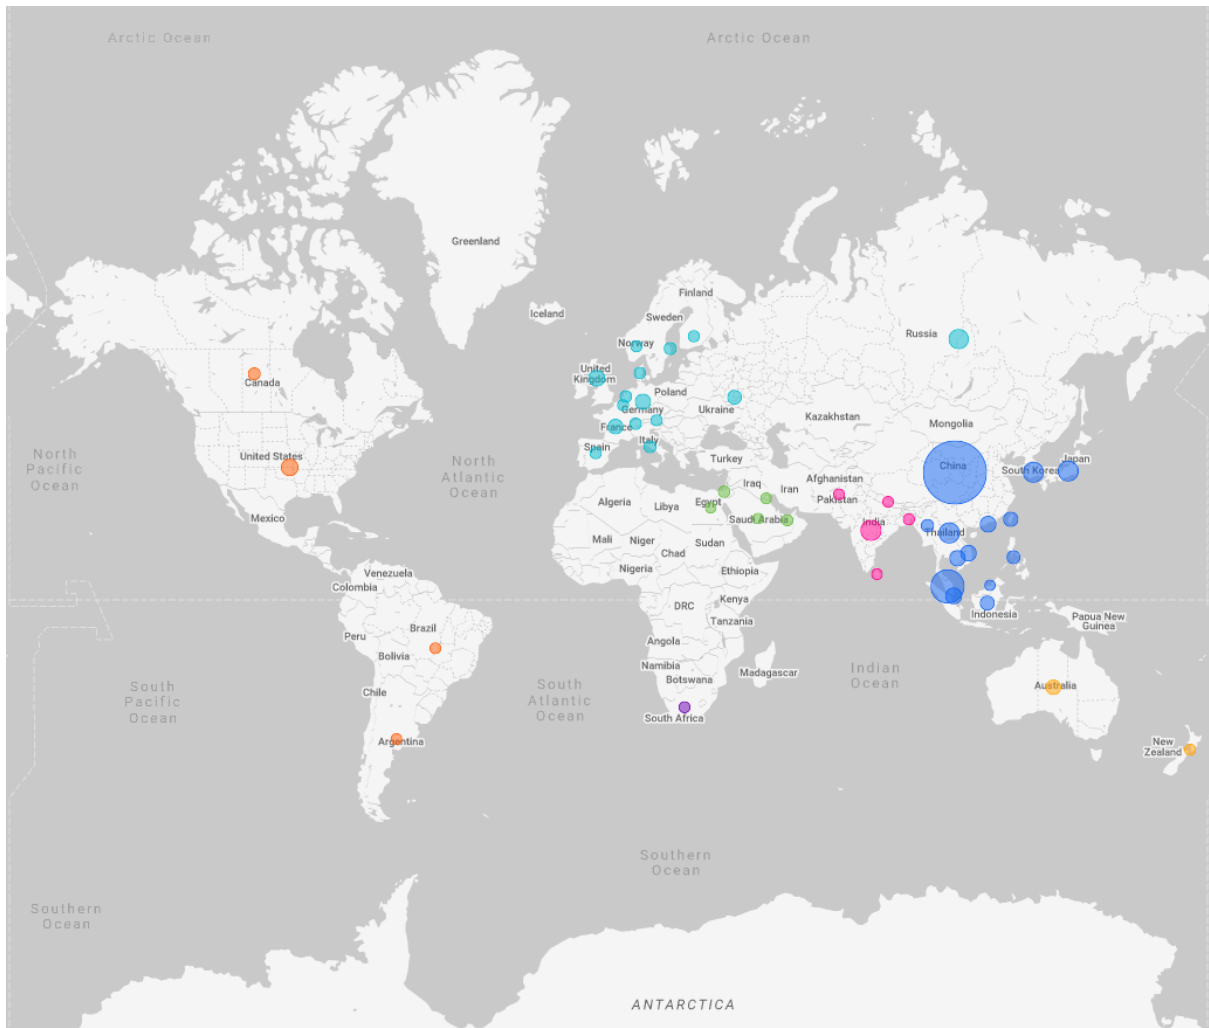 Arctic Ocean
Arctic Ocean
Greenland
Iceland
Finland
Sweden
Norway
Russia
United
Kingdom
Canada
Poland
Germany
Ukraine
Kazakhstan
Mongolia
France
Spain
Italy
Turkey
United States
North
Pacific
Ocean
North
Atlantic
Ocean
China
South Korea
Japan
Afghanistan
Iraq
Iran
Pakistan
Algeria
Libya
Egypt
Saudi Arabia
India
Thailand
Mexico
Mali
Niger
Chad
Sudan
Nigeria
Ethiopia
Venezuela
Colombia
DRC
Kenya
Tanzania
Indonesia
Papua New
Guinea
Brazil
Peru
Bolivia
Angola
Namibia
Botswana
Madagascar
Indian
Ocean
South
Pacific
Ocean
South
Atlantic
Ocean
Chile
Australia
South Africa
Argentina
New
Zealand
Southern
Ocean
Southern
Ocean
ANTARCTICA